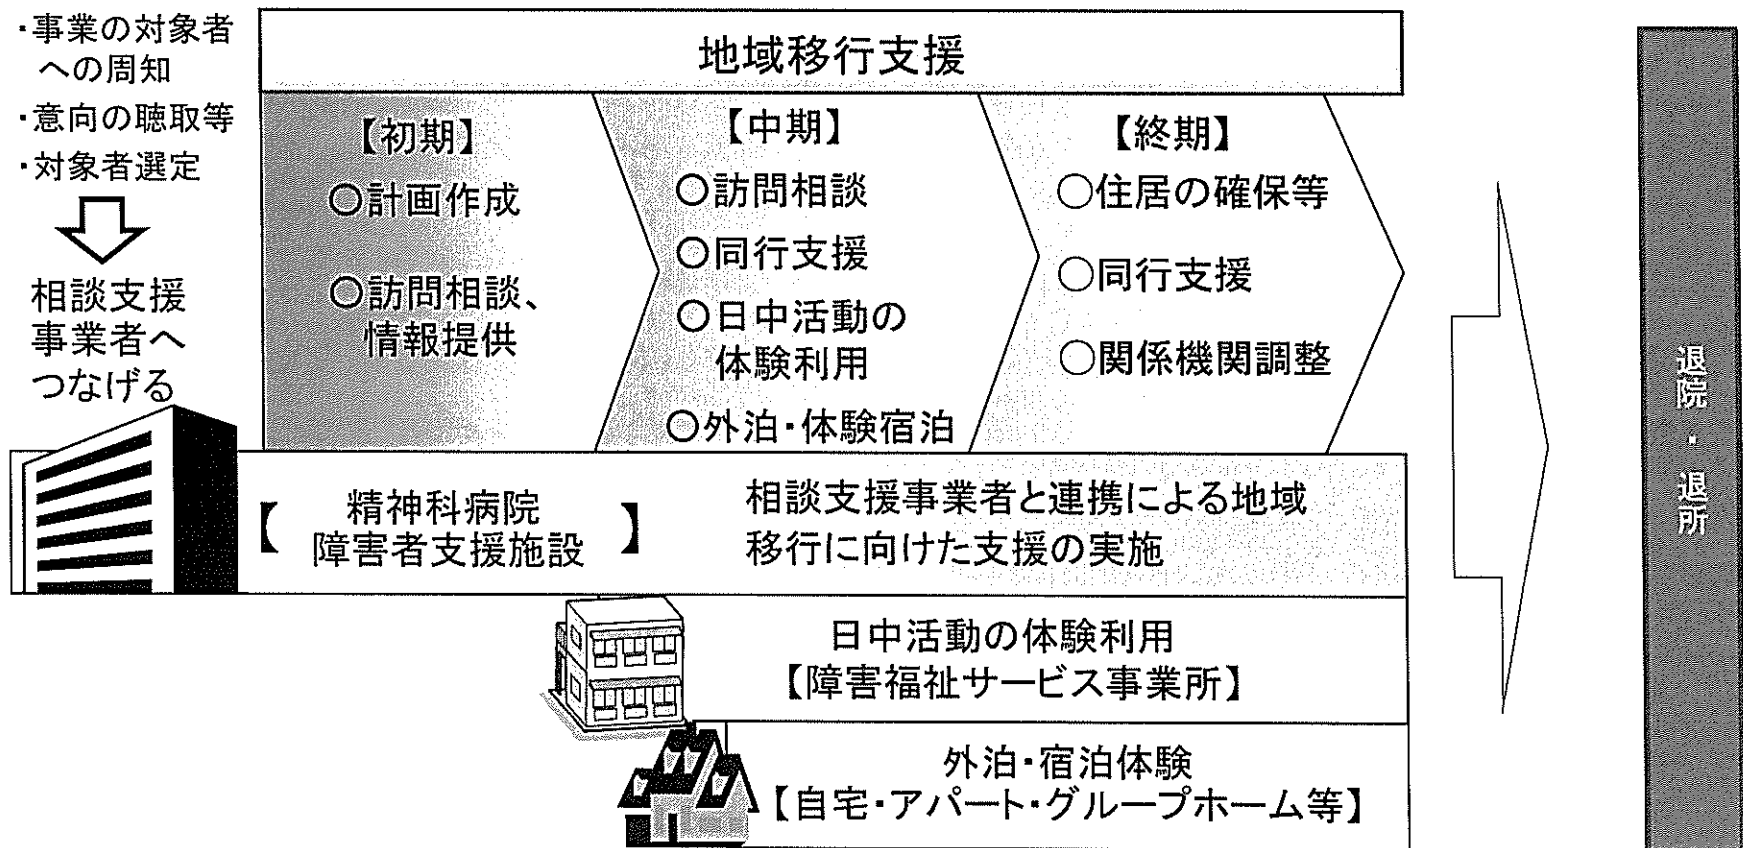 ・事業の対象者
への周知
・意向の聴取等
・対象者選定
相談支援
事業者へ
つなげる
地域移行支援
【初期】
○計画作成
○訪問相談、
情報提供
【中期】
○訪問相談
○同行支援
○日中活動の
体験利用
○外泊・体験宿泊
【終期】
○住居の確保等
○同行支援
○関係機関調整
【 精神科病院
障害者支援施設 】
相談支援事業者と連携による地域
移行に向けた支援の実施
日中活動の体験利用
【障害福祉サービス事業所】
外泊・宿泊体験
【自宅・アパート・グループホーム等】
退院・退所